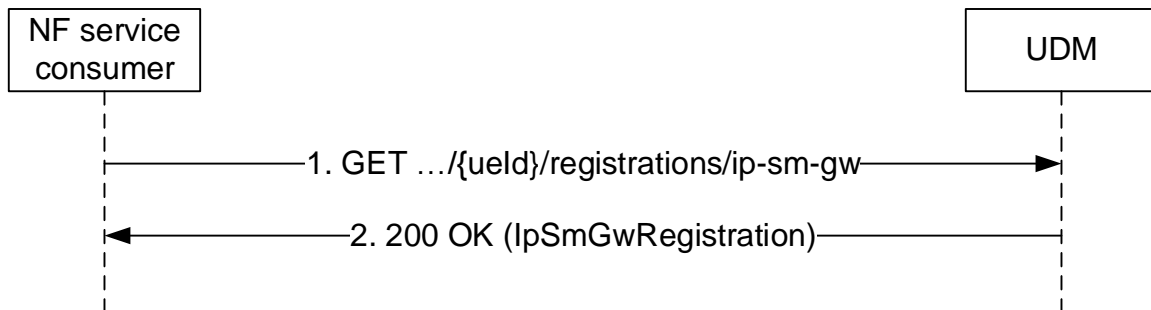 NF service
consumer
UDM
1. GET …/{ueId}/registrations/ip-sm-gw
2. 200 OK (IpSmGwRegistration)